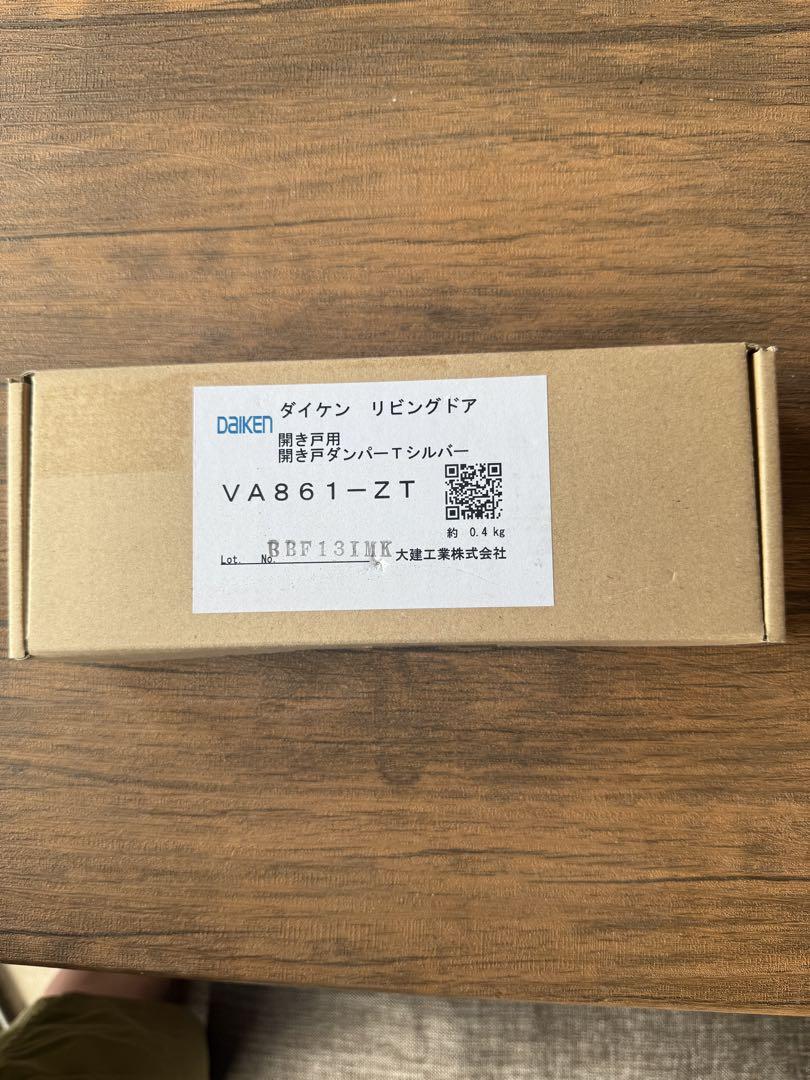 DAIKEN ダイケン リビングドア
開き戸用
開き戸ダンパーTシルバー
VA861-ZT
約 0.4kg
Lot. No. BBF13IMK 大建工業株式会社